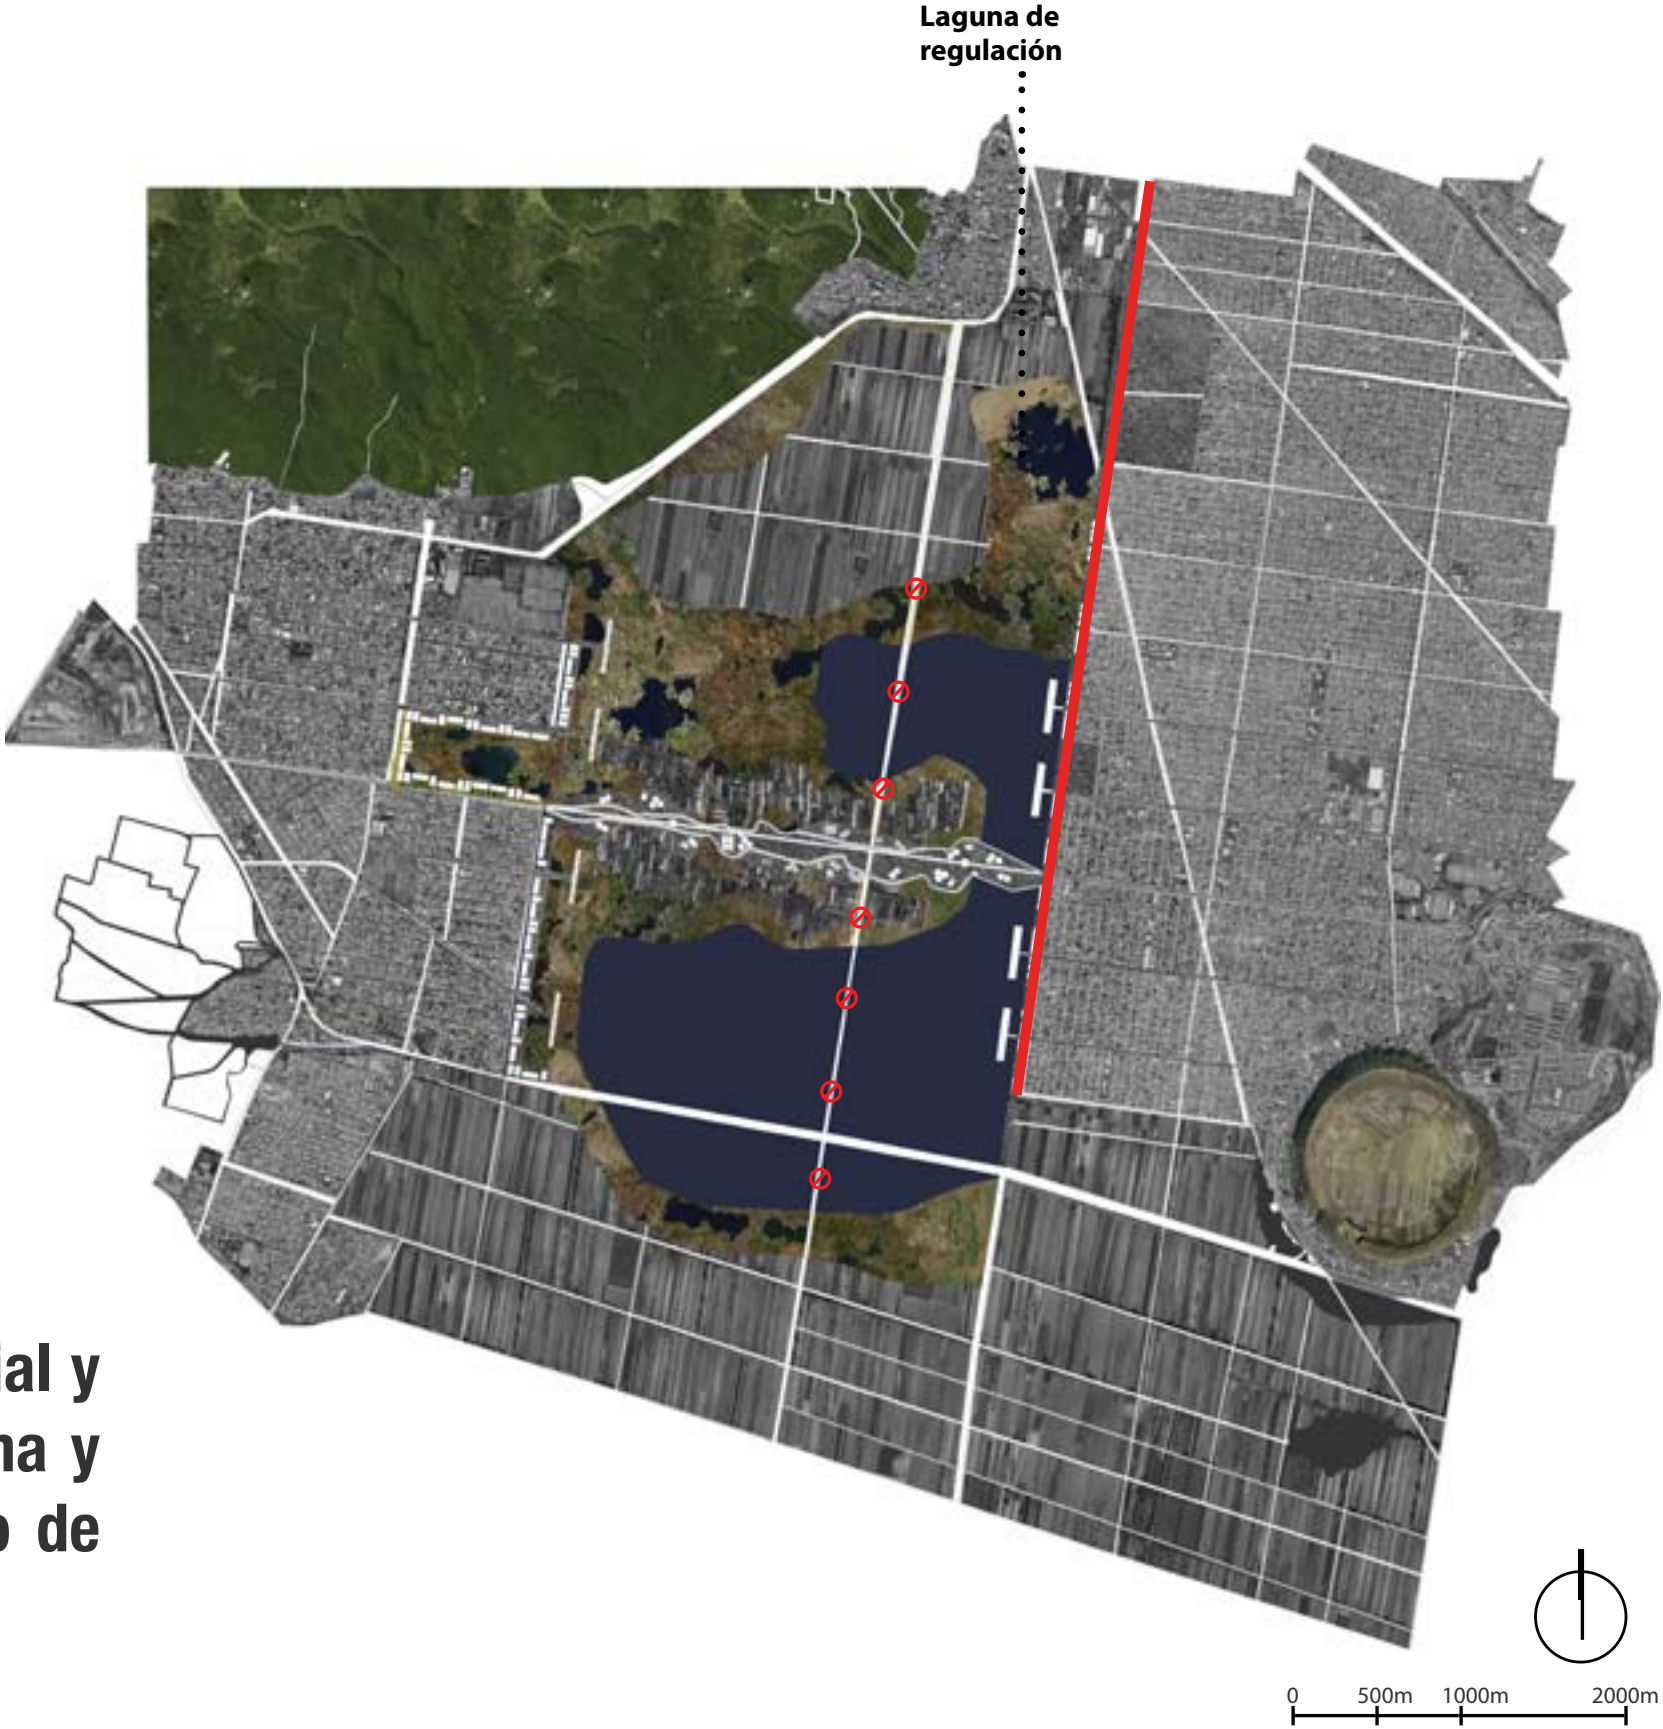 Laguna de
regulación
ial y
na y
o de
0 500m 1000m 2000m